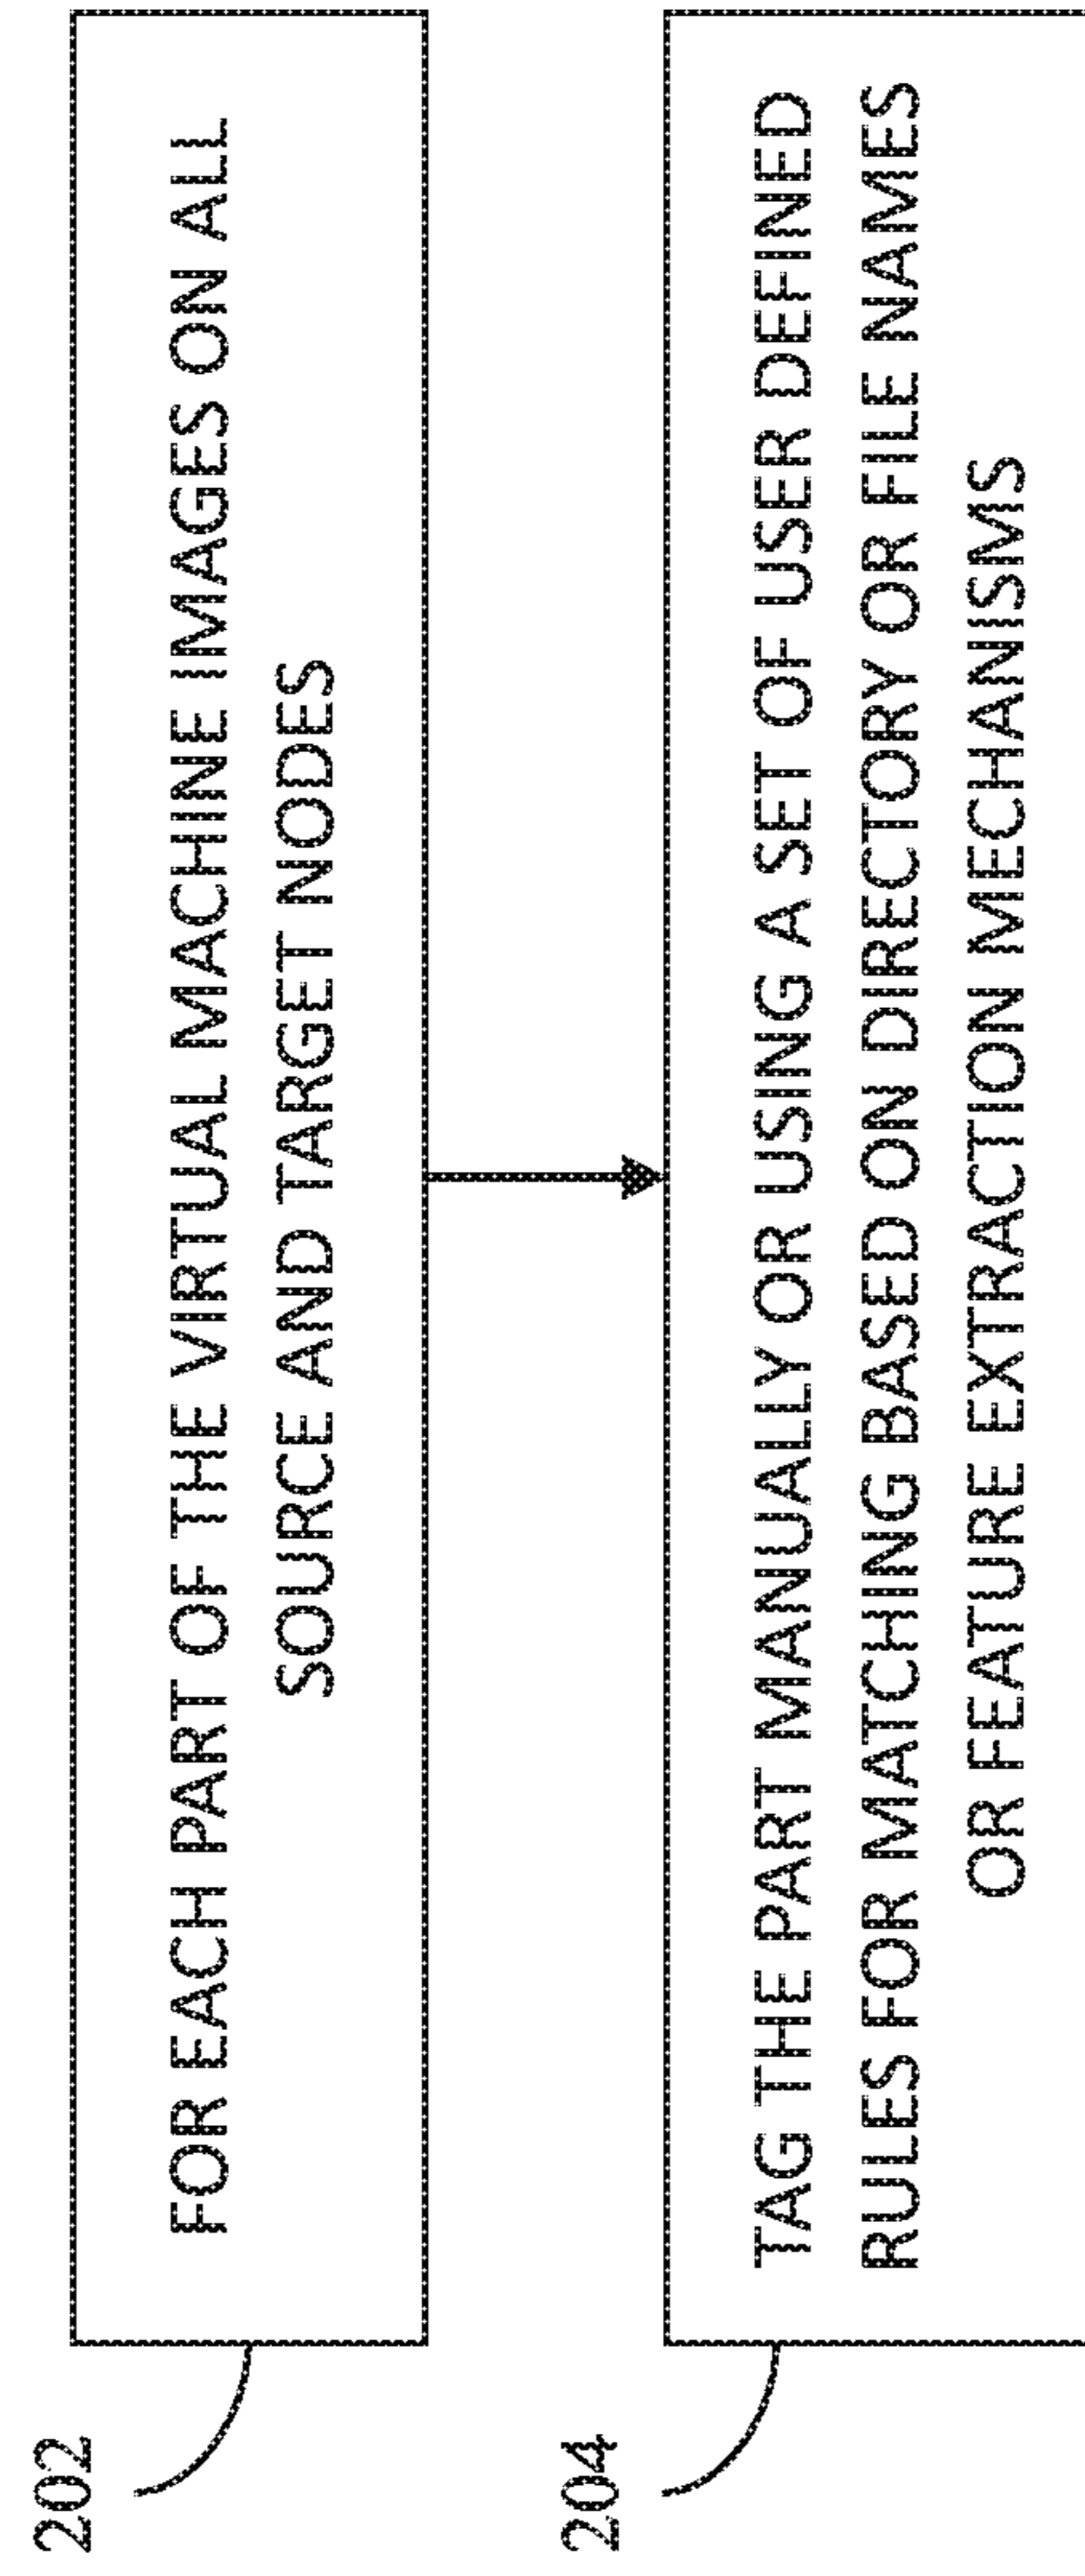 202
FOR EACH PART OF THE VIRTUAL MACHINE IMAGES ON ALL
SOURCE AND TARGET NODES
204
TAG THE PART MANUALLY OR USING A SET OF USER DEFINED
RULES FOR MATCHING BASED ON DIRECTORY OR FILE NAMES
OR FEATURE EXTRACTION MECHANISMS